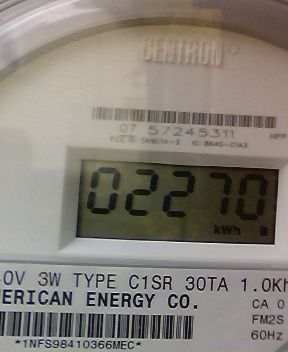 CENTRON®
07 57245311
02270
kWh
.0V 3W TYPE C1SR 30TA 1.0Kh
ERICAN ENERGY CO.
CA 0
FM2S
60Hz
*1NFS98410366MEC*